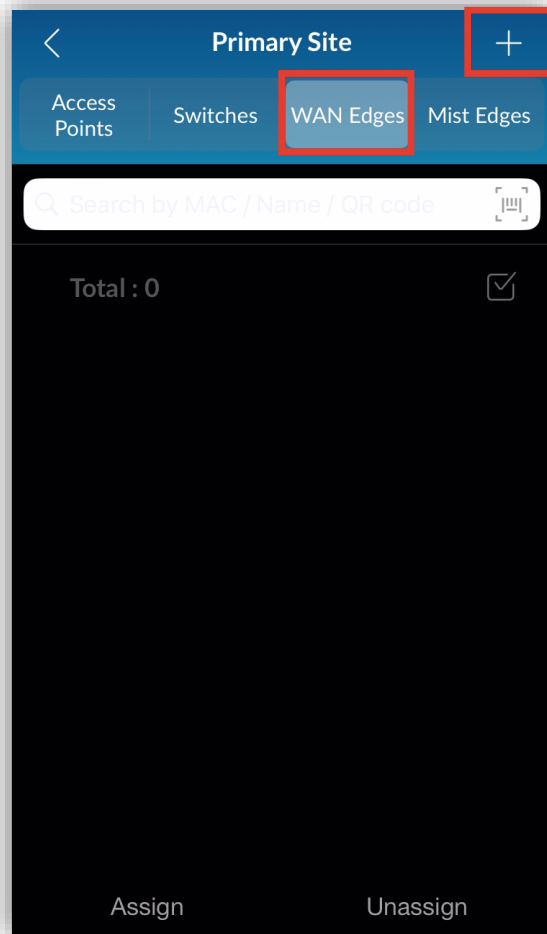 Primary Site
Access
Points
Switches
WAN Edges
Mist Edges
Search by MAC / Name / QR code
Total : 0
Assign
Unassign